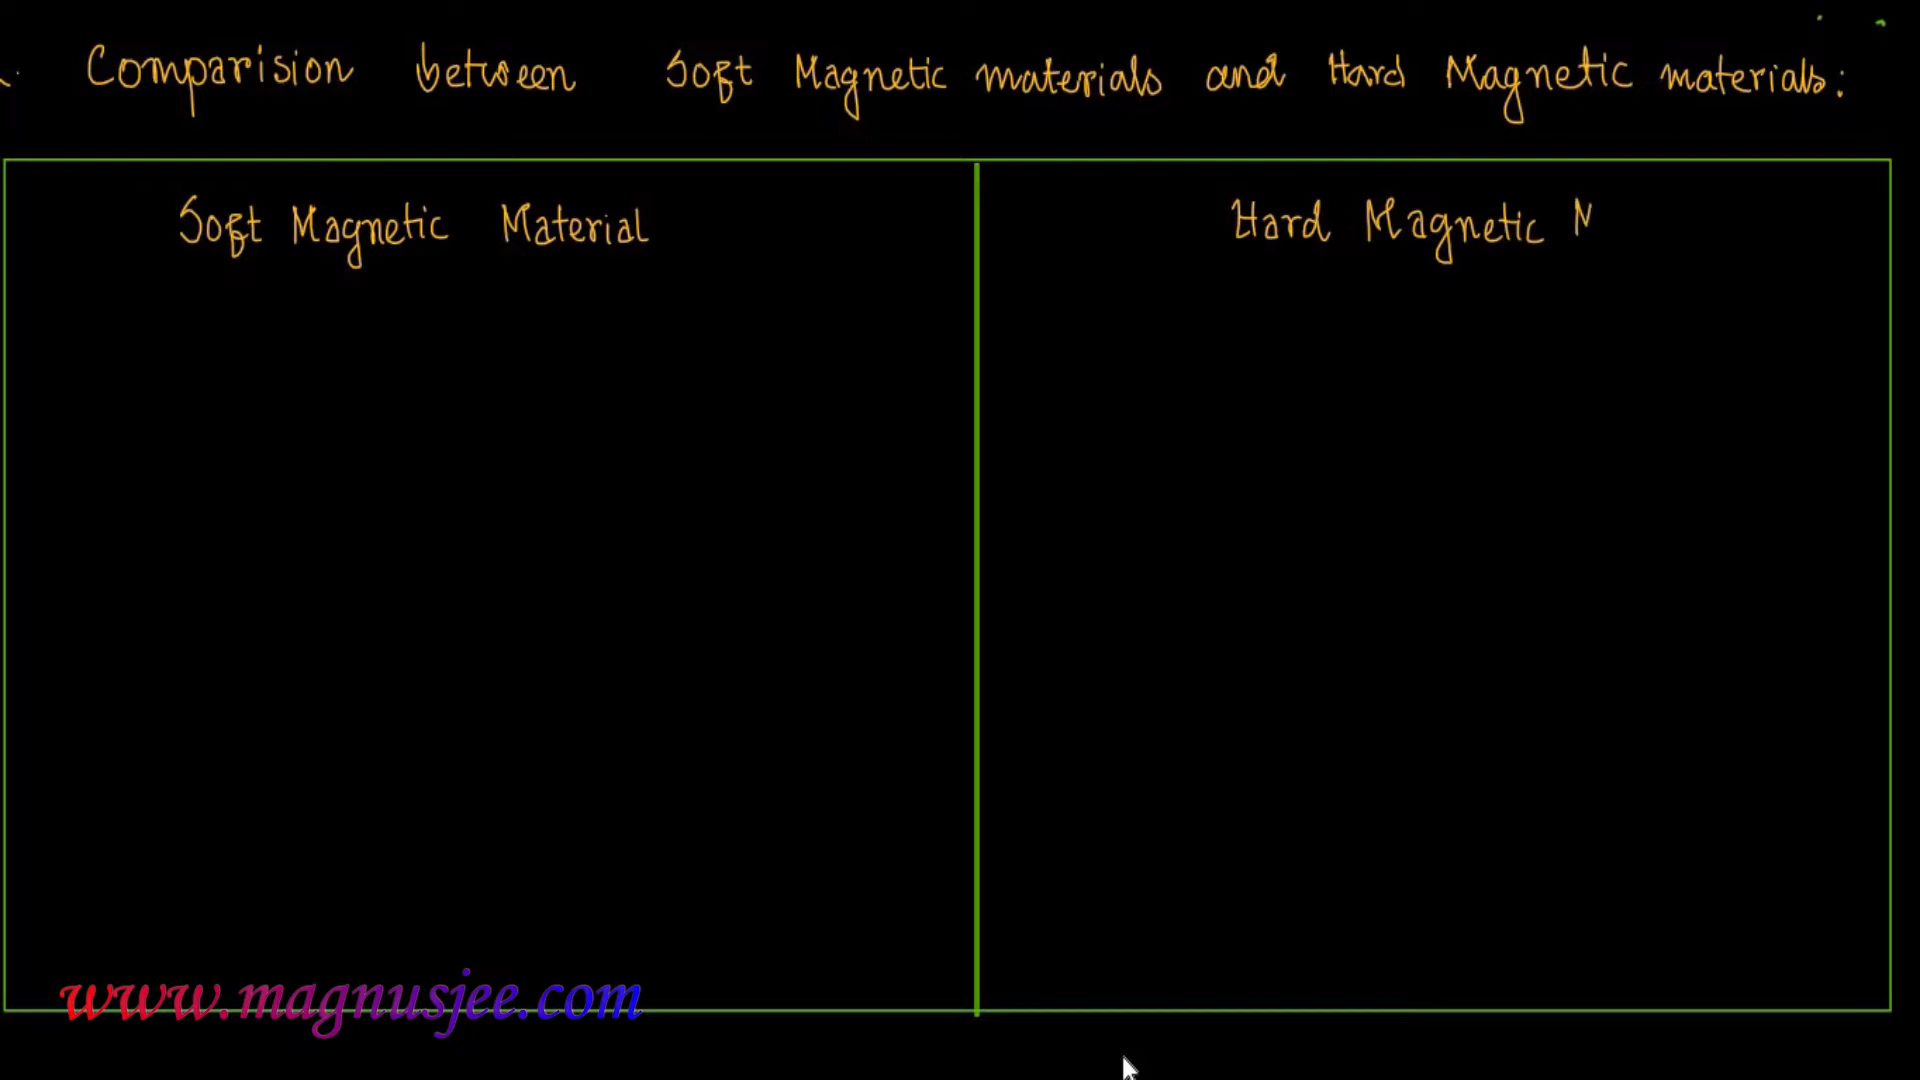 Comparision between Soft Magnetic materials and Hard Magnetic materials:
Soft Magnetic Material
Hard Magnetic M
www.magnusjee.com